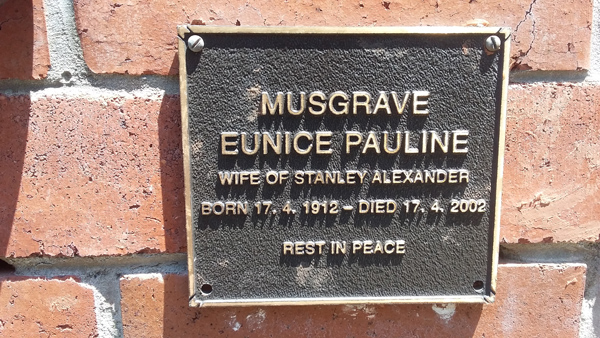 MUSGRAVE
EUNICE PAULINE
WIFE OF STANLEY ALEXANDER
BORN 17. 4. 1912 – DIED 17. 4. 2002
REST IN PEACE